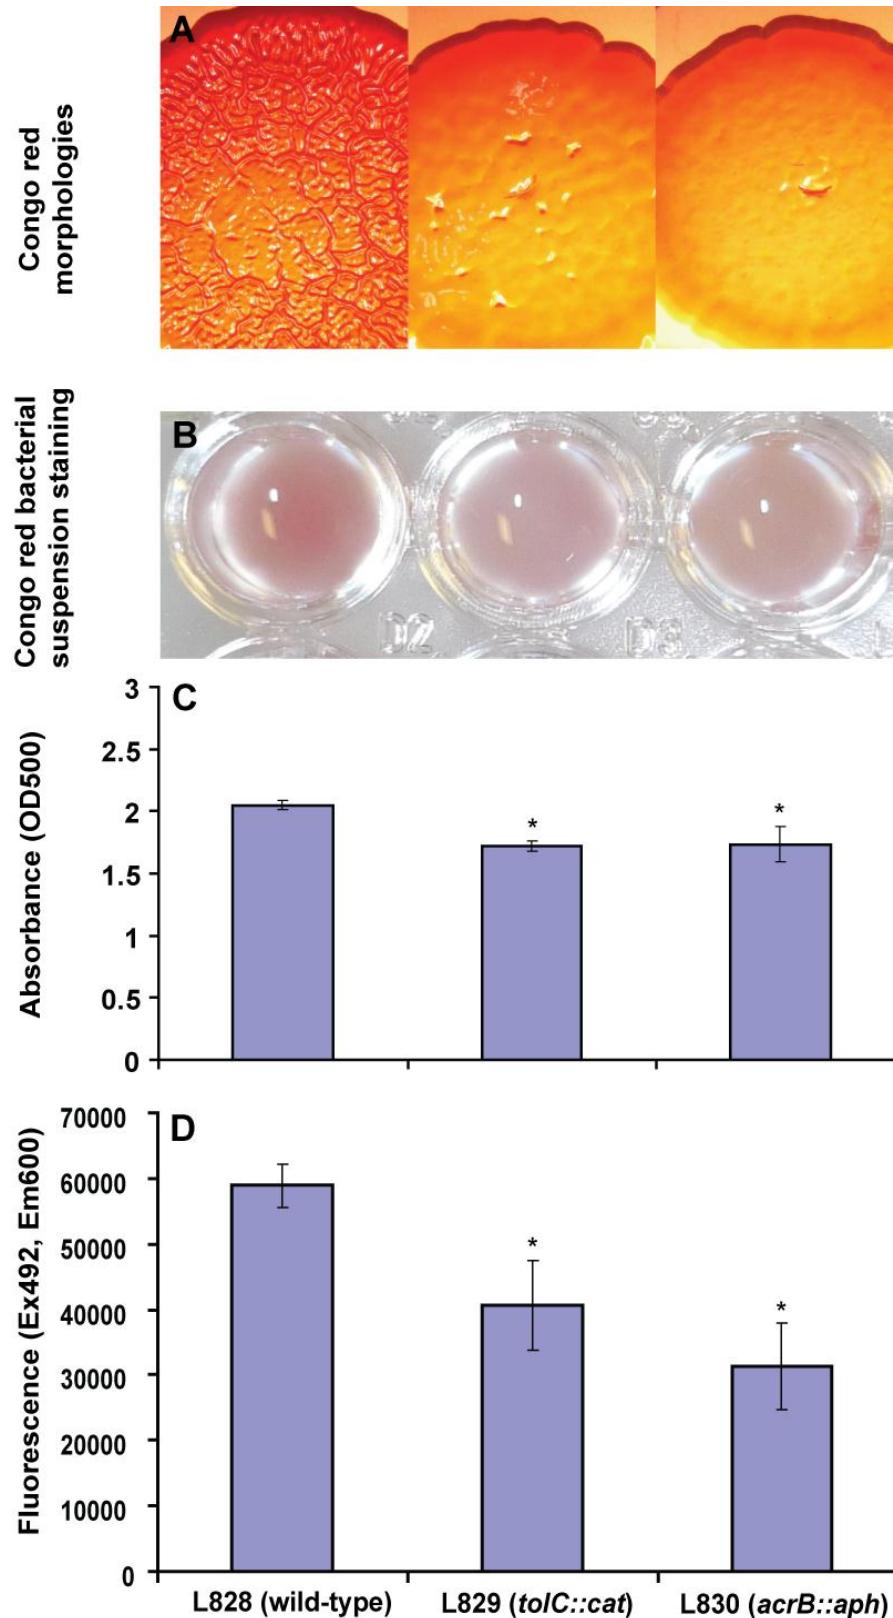 A
Congo red
morphologies
B
Congo red bacterial
suspension staining
D2
D3
C
Absorbance (OD500)
3
2.5
2
1.5
1
0.5
0
*
*
D
Fluorescence (Ex492, Em600)
70000
60000
50000
40000
30000
20000
10000
0
*
*
L828 (wild-type)
L829 (tolC::cat)
L830 (acrB::aph)